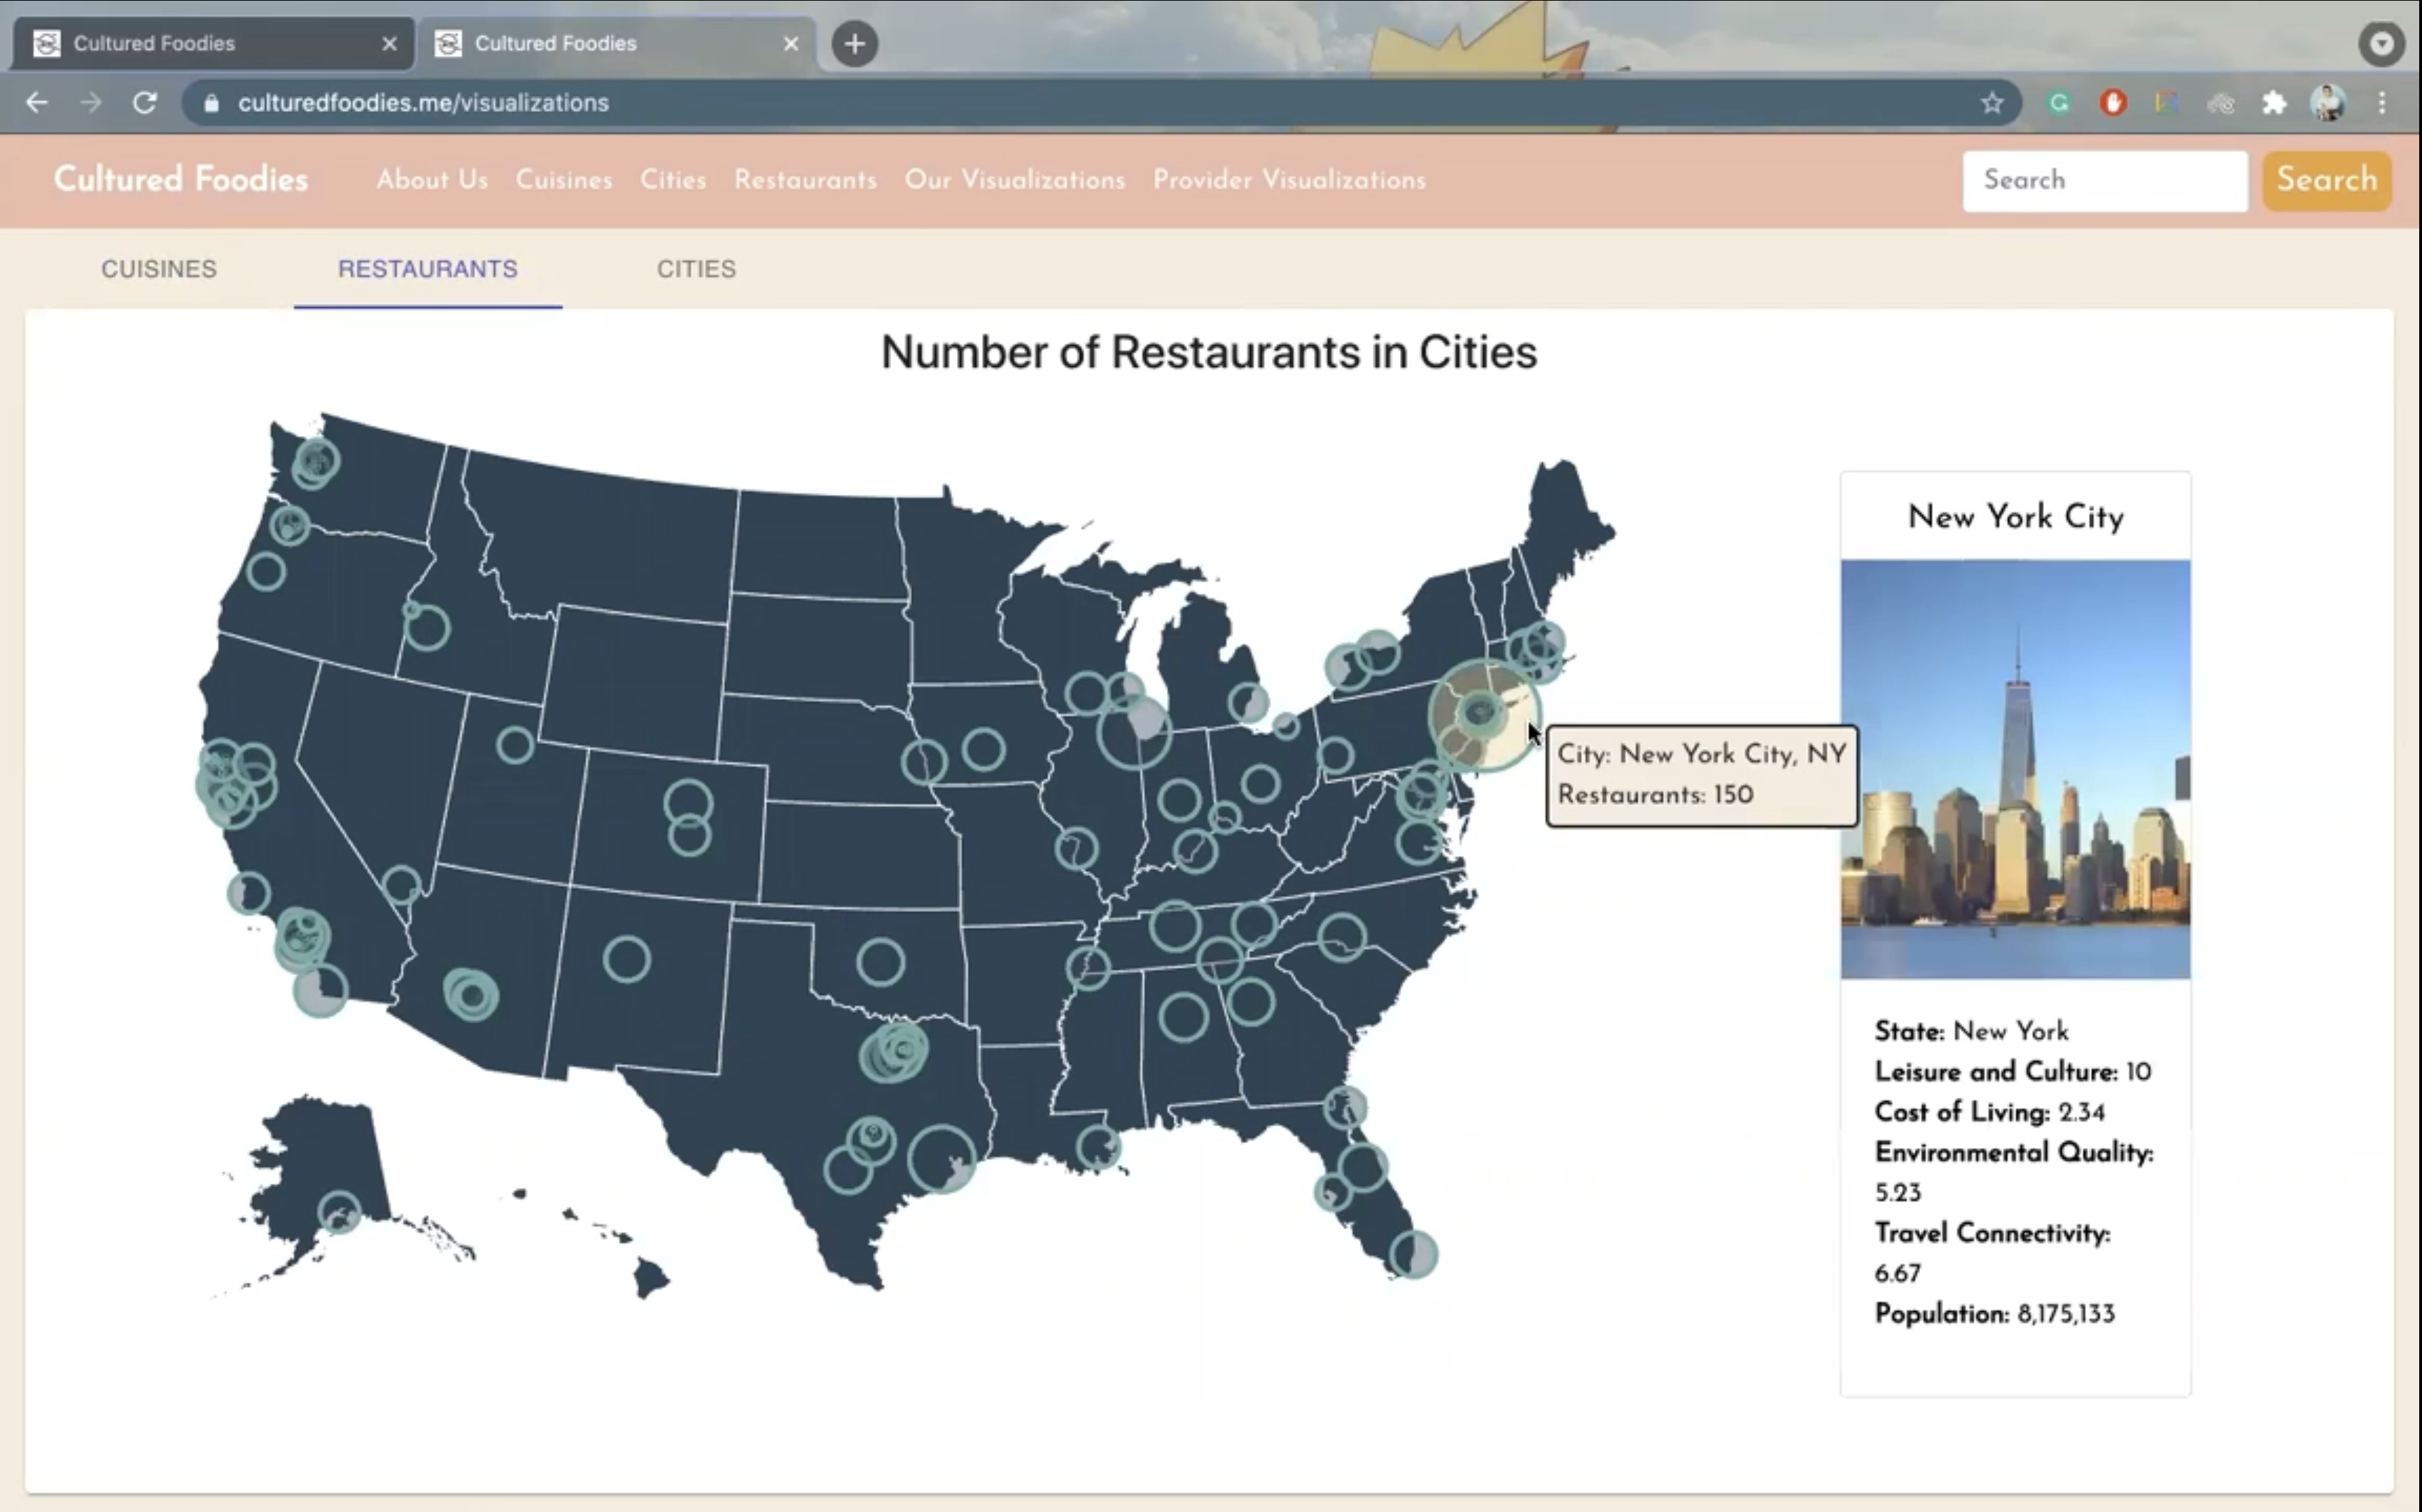 Cultured Foodies
Cultured Foodies
culturedfoodies.me/visualizations
Cultured Foodies About Us Cuisines Cities Restaurants Our Visualizations Provider Visualizations Search Search
CUISINES RESTAURANTS CITIES
Number of Restaurants in Cities
New York City
City: New York City, NY
Restaurants: 150
State: New York
Leisure and Culture: 10
Cost of Living: 2.34
Environmental Quality:
5.23
Travel Connectivity:
6.67
Population: 8,175,133